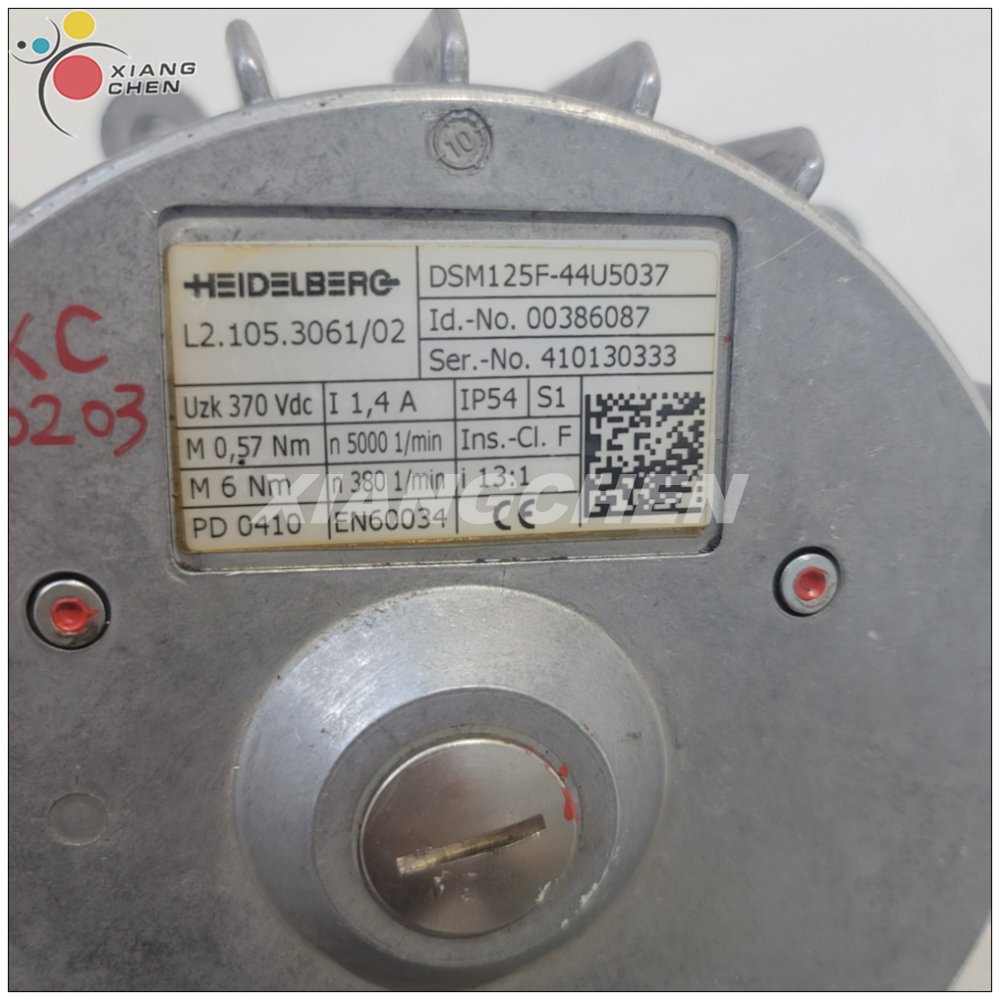 XIANG
CHEN
10
HEIDELBERG
L2.105.3061/02
DSM125F-44U5037
Id.-No. 00386087
Ser.-No. 410130333
Uzk 370 Vdc
I 1,4 A
IP54
S1
M 0,57 Nm
n 5000 1/min
Ins.-Cl. F
M 6 Nm
n 380 1/min
i 13:1
PD 0410
EN60034
CE
XIANGCHEN
KC
0203